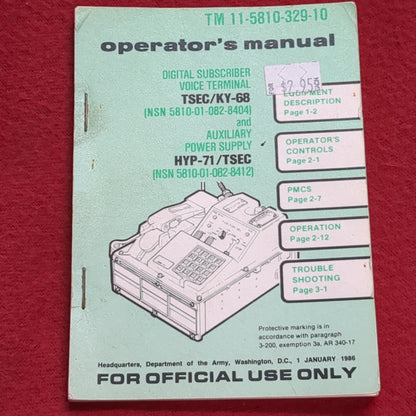 TM 11-5810-329-10
operator's manual
DIGITAL SUBSCRIBER
VOICE TERMINAL
TSEC/KY-68
(NSN 5810-01-082-8404)
and
AUXILIARY
POWER SUPPLY
HYP-71/TSEC
(NSN 5810-01-082-8412)
$2.95
EQUIPMENT
DESCRIPTION
Page 1-2
OPERATOR'S
CONTROLS
Page 2-1
PMCS
Page 2-7
OPERATION
Page 2-12
TROUBLE
SHOOTING
Page 3-1
Protective marking is in
accordance with paragraph
3-200, exemption 3a, AR 340-17
Headquarters, Department of the Army, Washington, D.C., 1 JANUARY 1986
FOR OFFICIAL USE ONLY